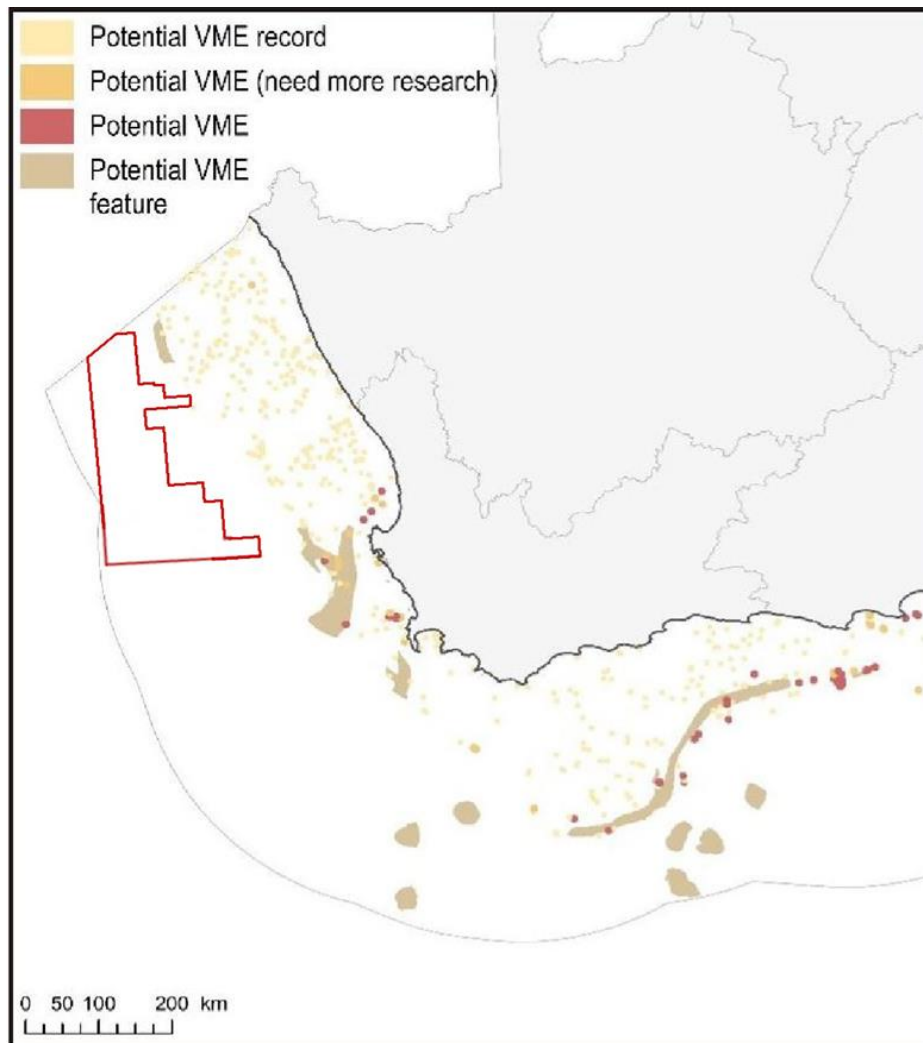 Potential VME record
Potential VME (need more research)
Potential VME
Potential VME
feature
0 50 100 200 km